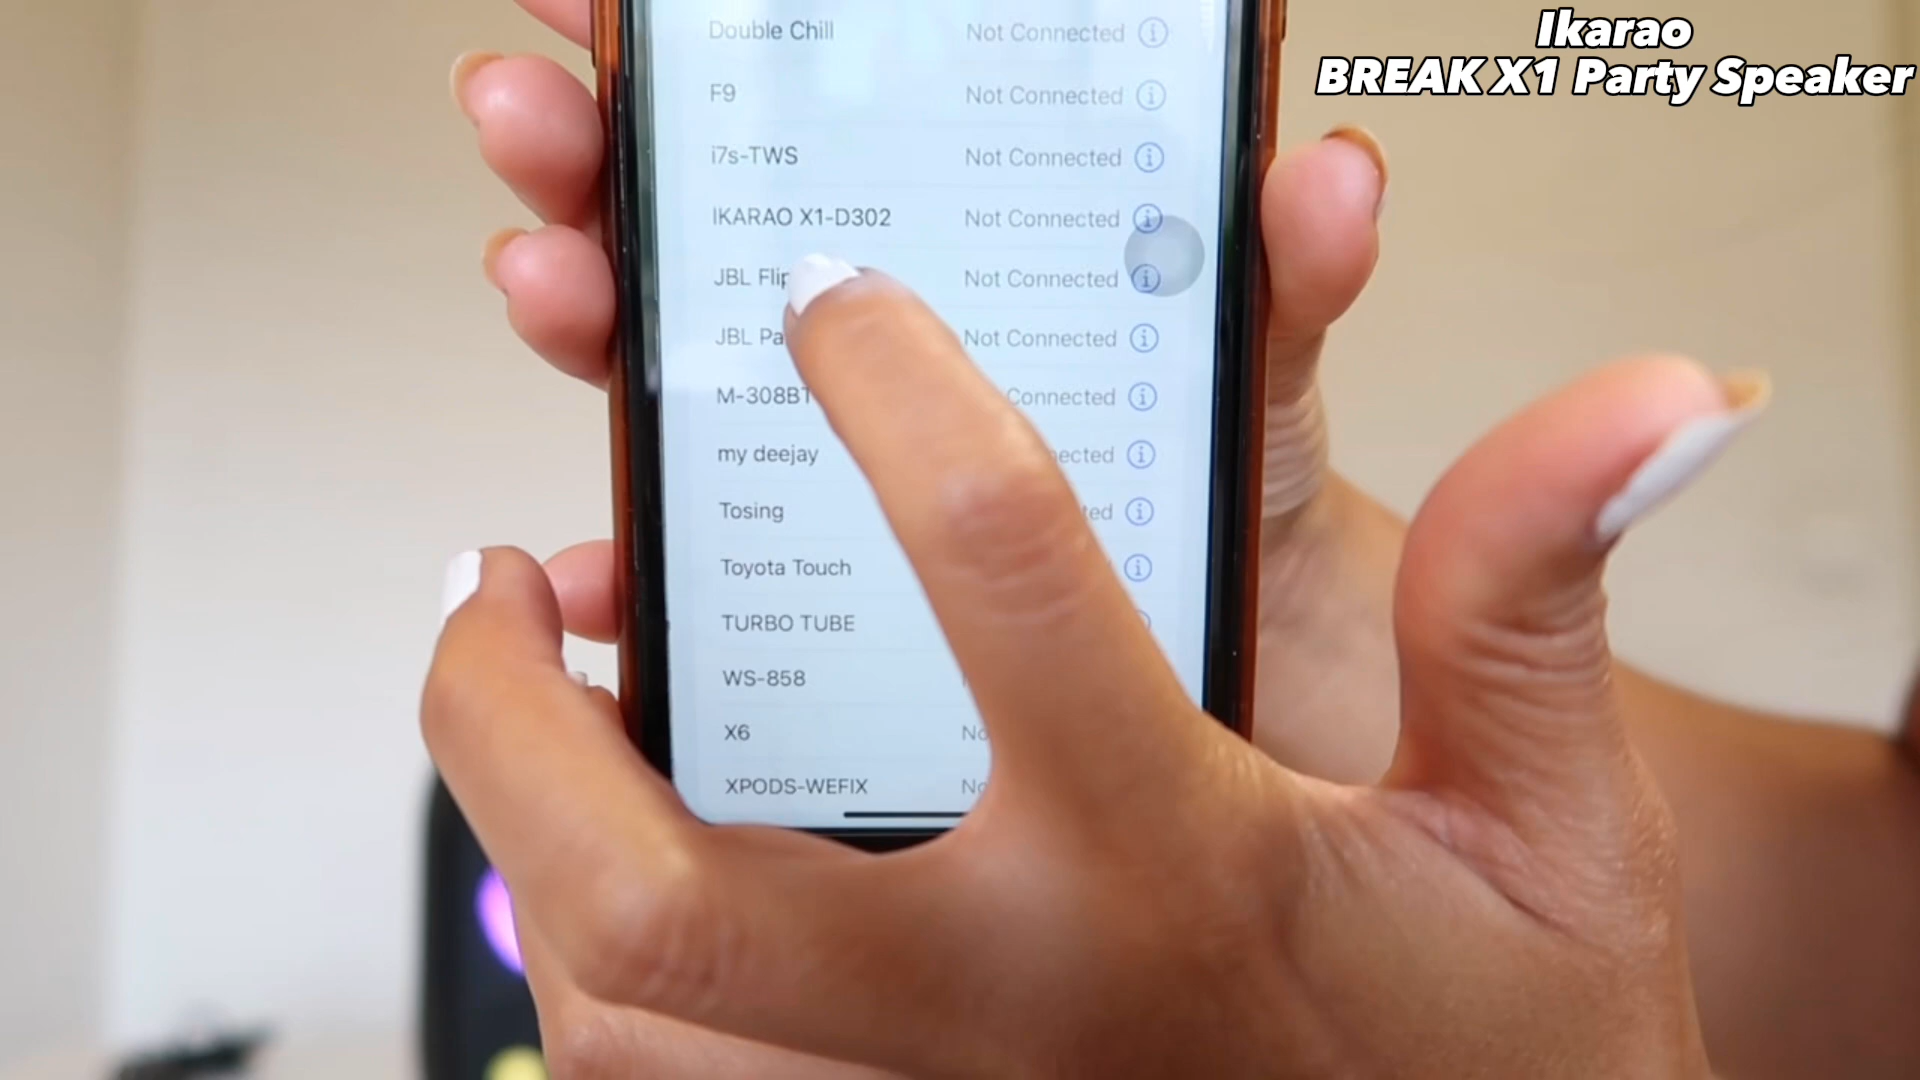 Ikarao
BREAK X1 Party Speaker
Double Chill Not Connected
F9 Not Connected
i7s-TWS Not Connected
IKARAO X1-D302 Not Connected
JBL Flip Not Connected
JBL Not Connected
M-308BT Connected
my deejay
Tosing
Toyota Touch
TURBO TUBE
WS-858
X6
XPODS-WEFIX